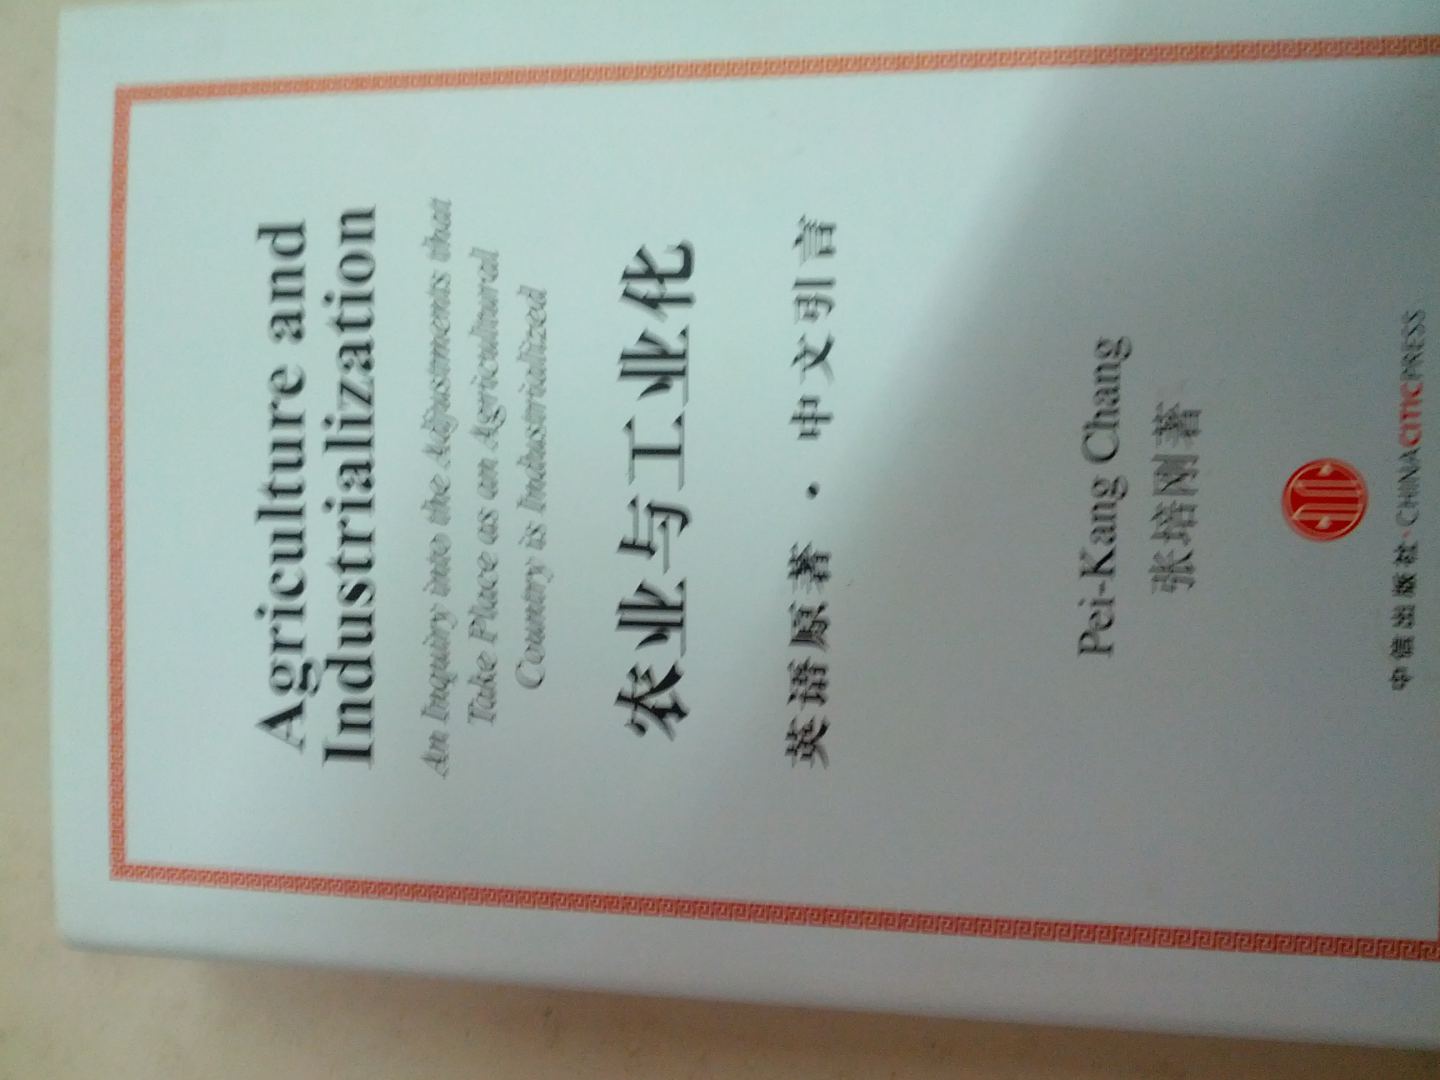 Agriculture and
Industrialization
An Inquiry into the Adjustments that
Take Place as an Agricultural
Country is Industrialized
农业与工业化
英语原著 · 中文引言
Pei-Kang Chang
张培刚 著
中信出版社·CHINACITICPRESS